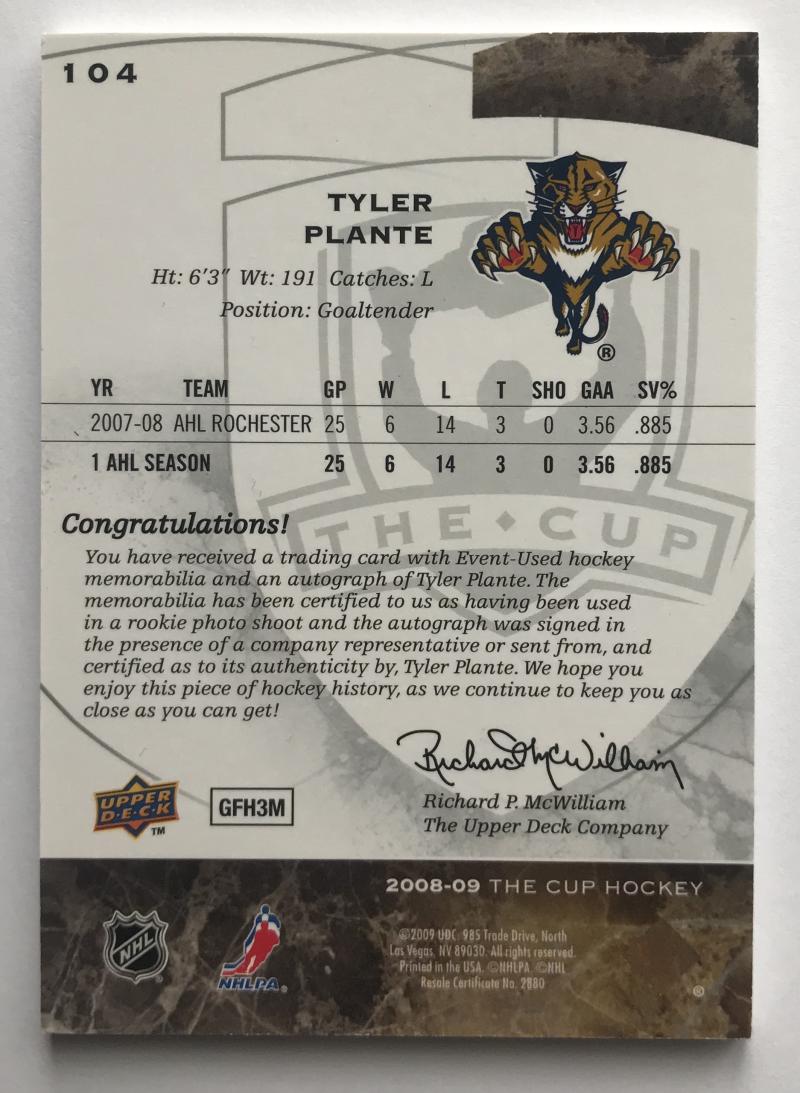 104
TYLER
PLANTE
Ht: 6'3" Wt: 191 Catches: L
Position: Goaltender
®
YR TEAM GP W L T SHO GAA SV%
2007-08 AHL ROCHESTER 25 6 14 3 0 3.56 .885
1 AHL SEASON 25 6 14 3 0 3.56 .885
THE CUP
Congratulations!
You have received a trading card with Event-Used hockey
memorabilia and an autograph of Tyler Plante. The
memorabilia has been certified to us as having been used
in a rookie photo shoot and the autograph was signed in
the presence of a company representative or sent from, and
certified as to its authenticity by, Tyler Plante. We hope you
enjoy this piece of hockey history, as we continue to keep you as
close as you can get!
Richard McWilliam
Richard P. McWilliam
The Upper Deck Company
UPPER
D·E·C·K
TM
GFH3M
2008-09 THE CUP HOCKEY
NHL
®
NHLPA®
©2009 UDC. 985 Trade Drive, North
Las Vegas, NV 89030. All rights reserved.
Printed in the USA. ©NHLPA. ©NHL
Resale Certificate No. 2880
®